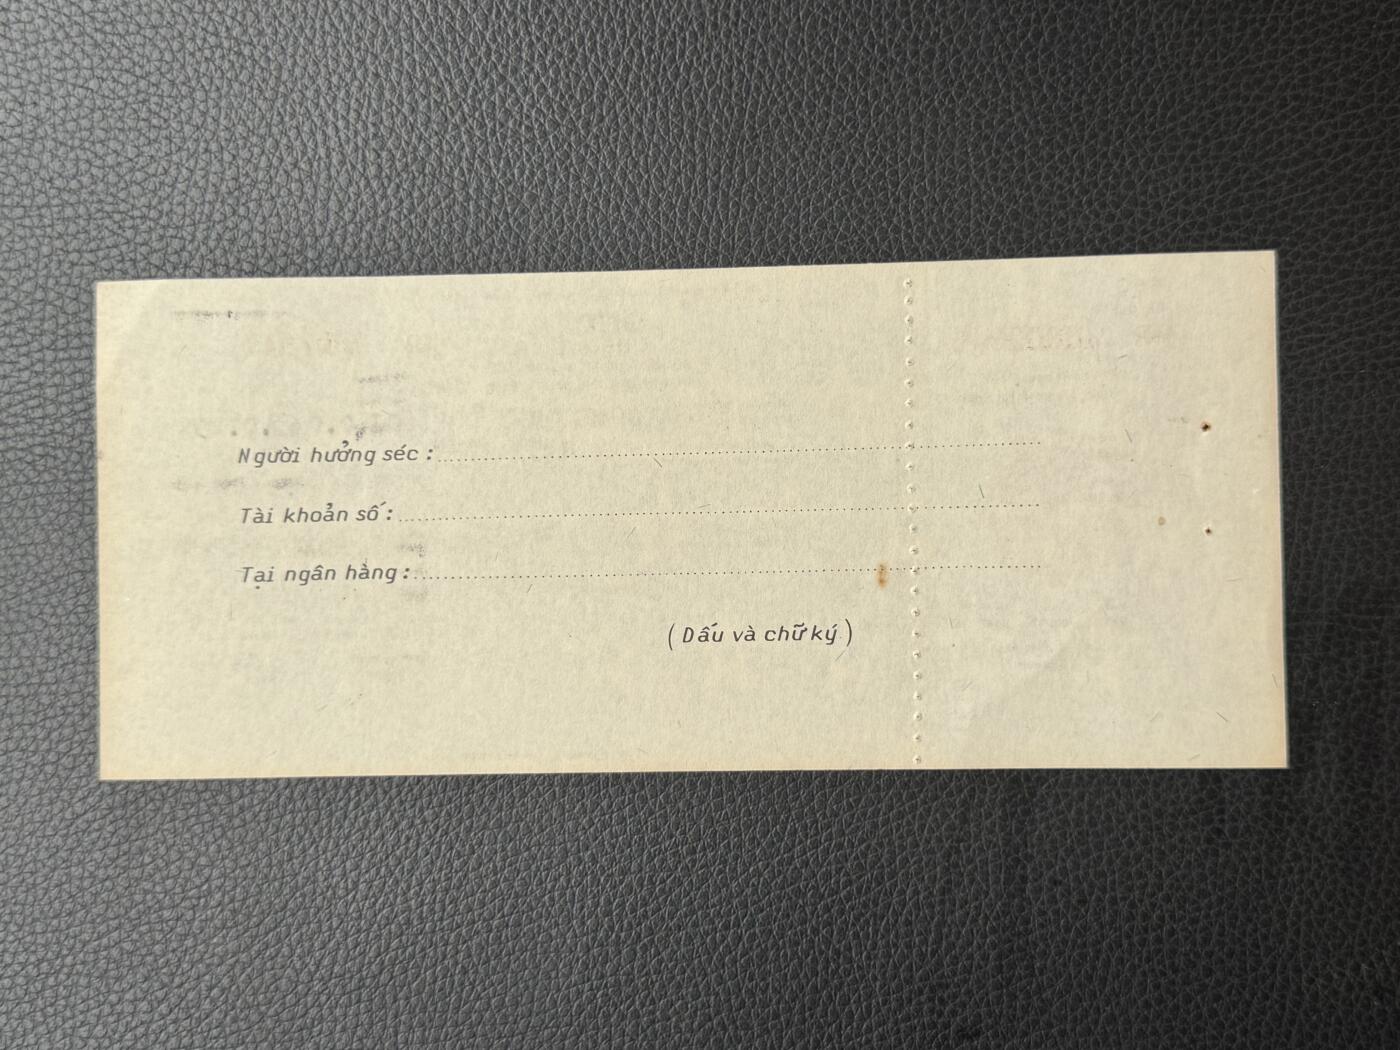 Người hưởng séc :
Tài khoản số :
Tại ngân hàng :
( Dấu và chữ ký )